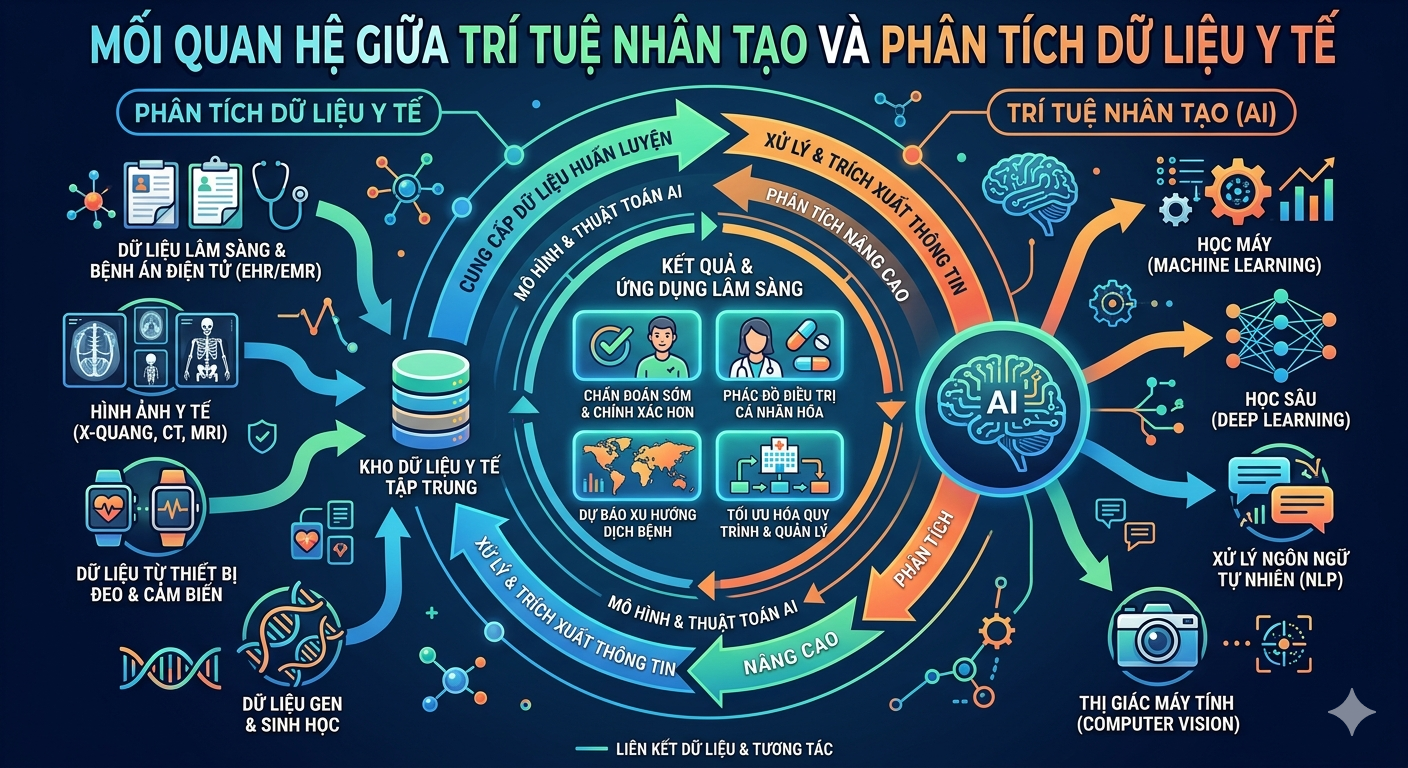 MỐI QUAN HỆ GIỮA TRÍ TUỆ NHÂN TẠO VÀ PHÂN TÍCH DỮ LIỆU Y TẾ
PHÂN TÍCH DỮ LIỆU Y TẾ
TRÍ TUỆ NHÂN TẠO (AI)
DỮ LIỆU LÂM SÀNG &
BỆNH ÁN ĐIỆN TỬ (EHR/EMR)
HÌNH ẢNH Y TẾ
(X-QUANG, CT, MRI)
DỮ LIỆU TỪ THIẾT BỊ
ĐEO & CẢM BIẾN
DỮ LIỆU GEN
& SINH HỌC
KHO DỮ LIỆU Y TẾ
TẬP TRUNG
CUNG CẤP DỮ LIỆU HUẤN LUYỆN
XỬ LÝ & TRÍCH XUẤT THÔNG TIN
MÔ HÌNH & THUẬT TOÁN AI
PHÂN TÍCH NÂNG CAO
KẾT QUẢ &
ỨNG DỤNG LÂM SÀNG
CHẨN ĐOÁN SỚM
& CHÍNH XÁC HƠN
PHÁC ĐỒ ĐIỀU TRỊ
CÁ NHÂN HÓA
DỰ BÁO XU HƯỚNG
DỊCH BỆNH
TỐI ƯU HÓA QUY
TRÌNH & QUẢN LÝ
MÔ HÌNH & THUẬT TOÁN AI
XỬ LÝ & TRÍCH XUẤT THÔNG TIN
NÂNG CAO
PHÂN TÍCH
AI
HỌC MÁY
(MACHINE LEARNING)
HỌC SÂU
(DEEP LEARNING)
XỬ LÝ NGÔN NGỮ
TỰ NHIÊN (NLP)
THỊ GIÁC MÁY TÍNH
(COMPUTER VISION)
LIÊN KẾT DỮ LIỆU & TƯƠNG TÁC